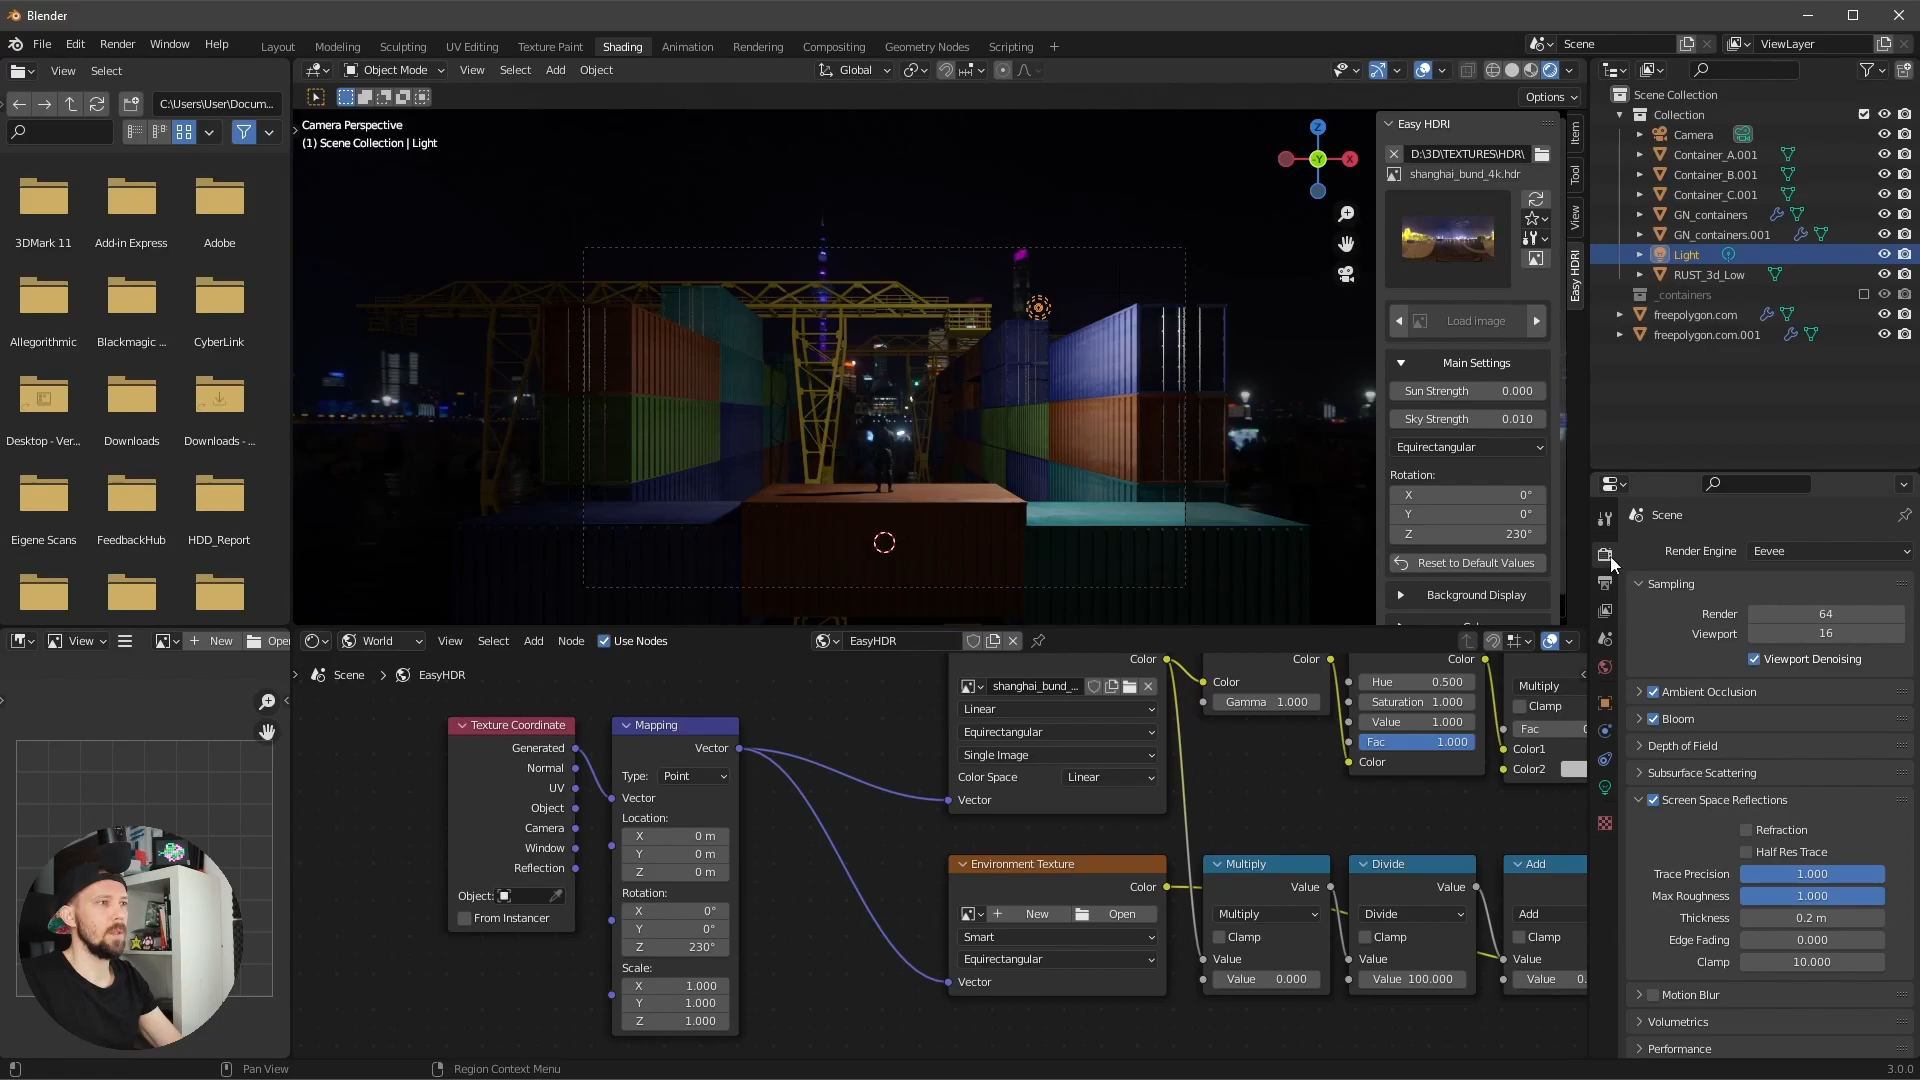 Blender
File Edit Render Window Help
Layout Modeling Sculpting UV Editing Texture Paint Shading Animation Rendering Compositing Geometry Nodes Scripting
Scene
ViewLayer
View Select
C:\Users\User\Docum...
3DMark 11 Add-in Express Adobe
Allegorithmic Blackmagic ... CyberLink
Desktop - Ver... Downloads Downloads - ...
Eigene Scans FeedbackHub HDD_Report
Object Mode View Select Add Object
Global
Options
Camera Perspective
(1) Scene Collection | Light
Z
-Y
X
Easy HDRI
D:\3D\TEXTURES\HDR\
shanghai_bund_4k.hdr
Load image
Main Settings
Sun Strength 0.000
Sky Strength 0.010
Equirectangular
Rotation:
X 0°
Y 0°
Z 230°
Reset to Default Values
Background Display
Item
Tool
View
Easy HDRI
Scene Collection
Collection
Camera
Container_A.001
Container_B.001
Container_C.001
GN_containers
GN_containers.001
Light
RUST_3d_Low
_containers
freepolygon.com
freepolygon.com.001
Scene
Render Engine Eevee
Sampling
Render 64
Viewport 16
Viewport Denoising
Ambient Occlusion
Bloom
Depth of Field
Subsurface Scattering
Screen Space Reflections
Refraction
Half Res Trace
Trace Precision 1.000
Max Roughness 1.000
Thickness 0.2 m
Edge Fading 0.000
Clamp 10.000
Motion Blur
Volumetrics
Performance
View
New
Open
World View Select Add Node Use Nodes
EasyHDR
Scene > EasyHDR
Texture Coordinate
Generated
Normal
UV
Object
Camera
Window
Reflection
Object:
From Instancer
Mapping
Vector
Type: Point
Vector
Location:
X 0 m
Y 0 m
Z 0 m
Rotation:
X 0°
Y 0°
Z 230°
Scale:
X 1.000
Y 1.000
Z 1.000
Color
shanghai_bund_...
Linear
Equirectangular
Single Image
Color Space Linear
Vector
Environment Texture
Color
New
Open
Smart
Equirectangular
Vector
Color
Color
Gamma 1.000
Color
Hue 0.500
Saturation 1.000
Value 1.000
Fac 1.000
Color
Multiply
Clamp
Fac
Color1
Color2
Multiply
Value
Multiply
Clamp
Value
Value 0.000
Divide
Value
Divide
Clamp
Value
Value 100.000
Add
Add
Clamp
Value
Value 0.
Pan View
Region Context Menu
3.0.0